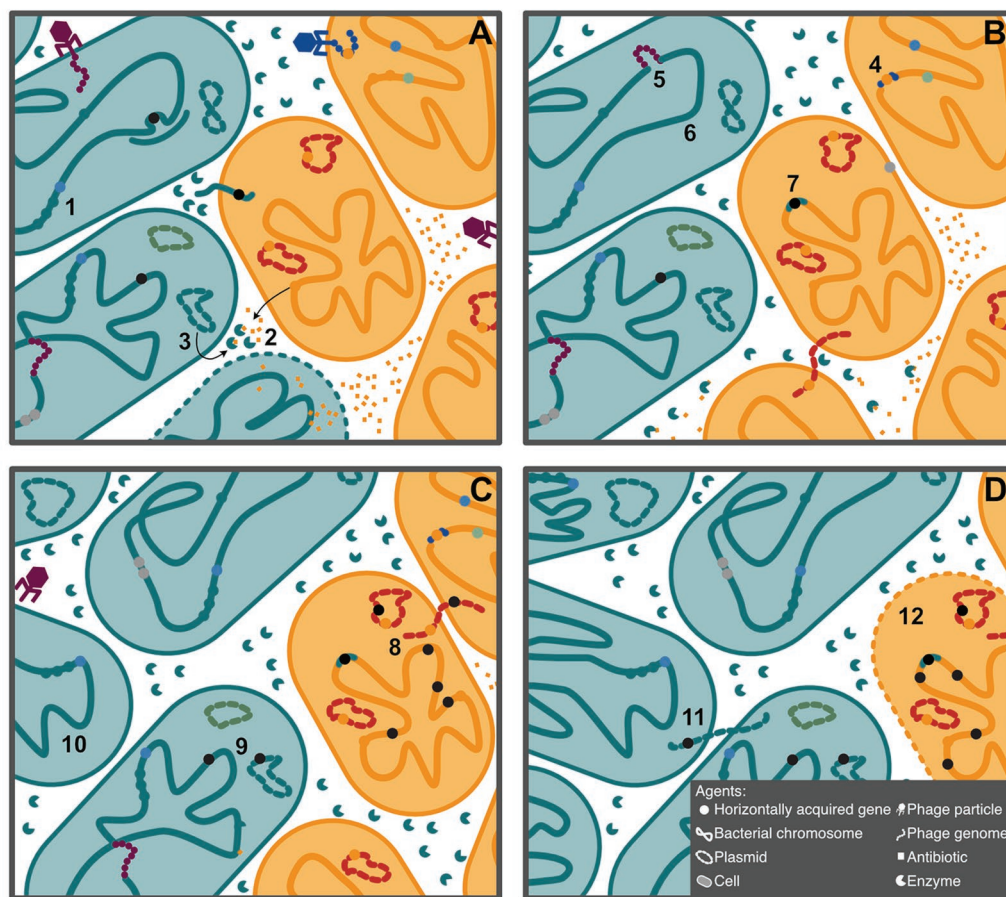 A
1
3
2
B
4
5
6
7
C
8
9
10
D
12
11
Agents:
Horizontally acquired gene
Phage particle
Bacterial chromosome
Phage genome
Plasmid
Antibiotic
Cell
Enzyme